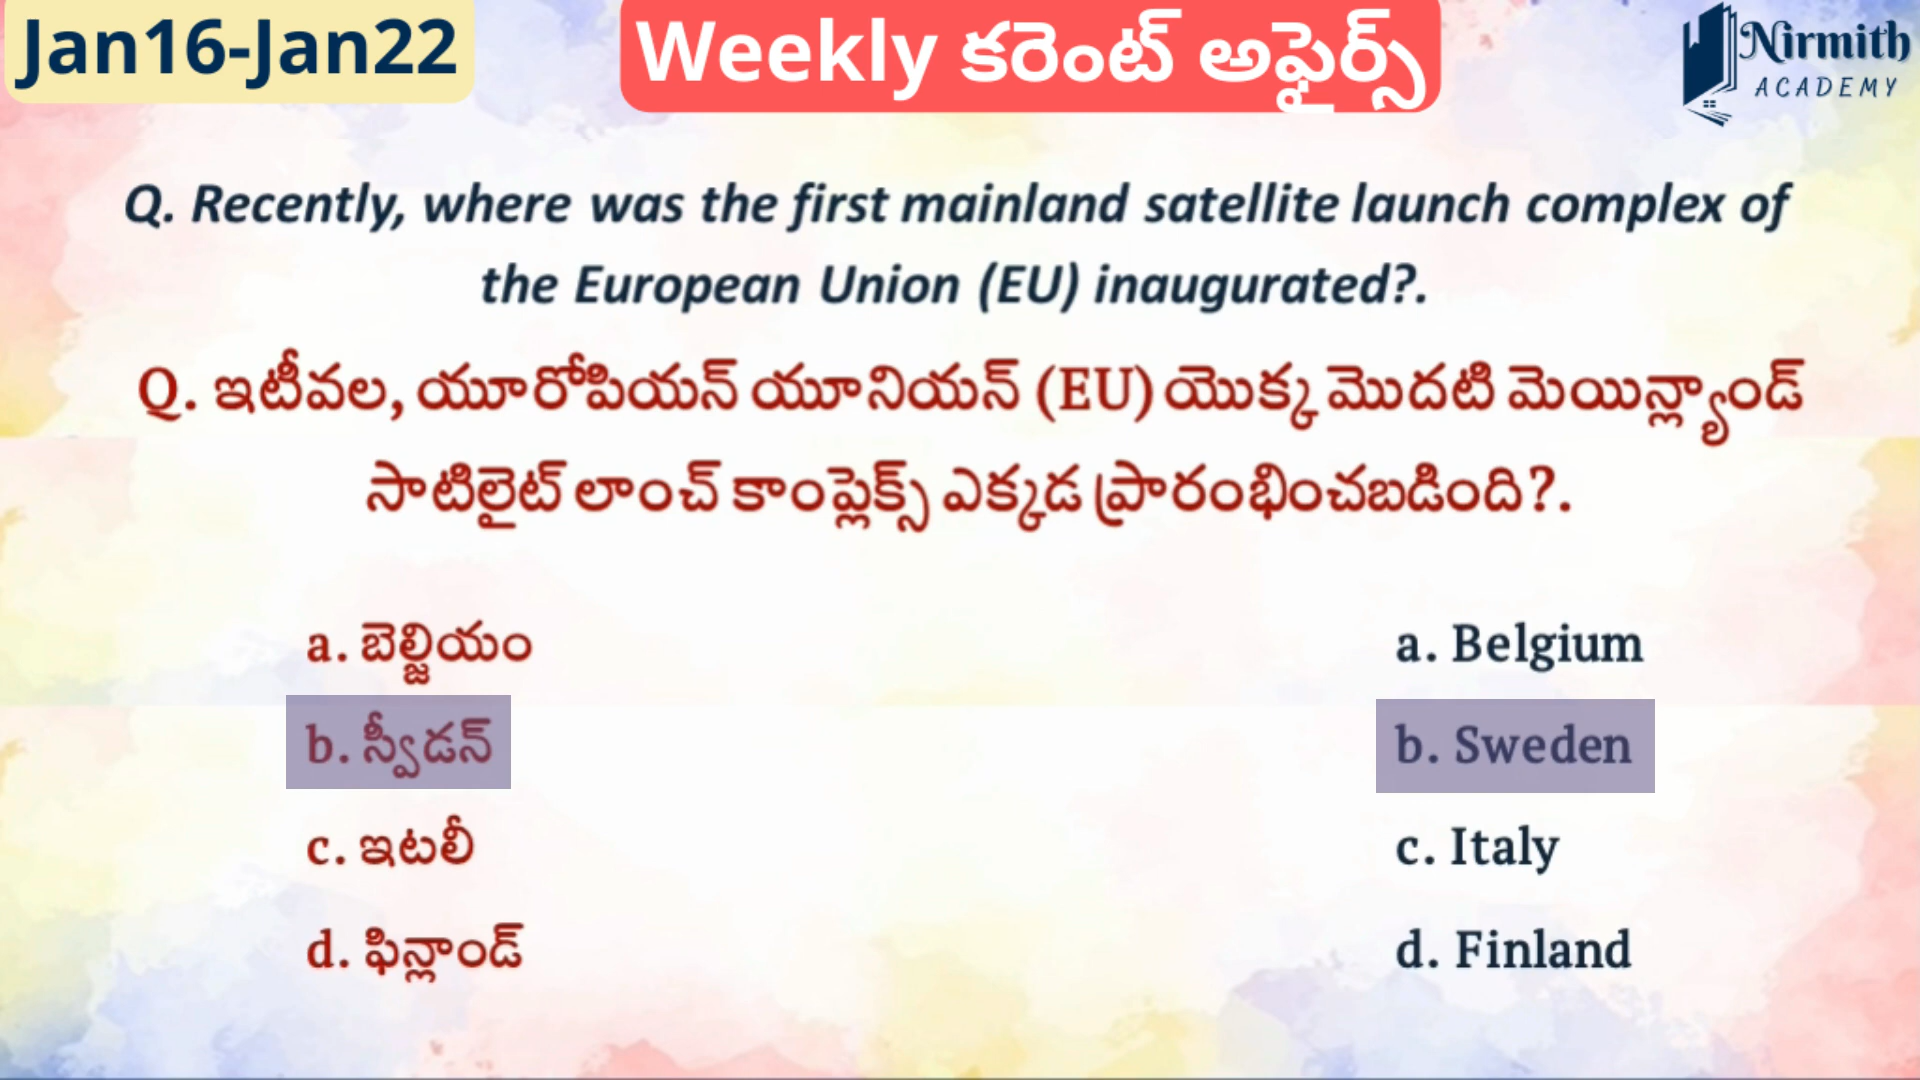 Jan16-Jan22
Weekly కరెంట్ అఫైర్స్
Nirmith
ACADEMY
Q. Recently, where was the first mainland satellite launch complex of
the European Union (EU) inaugurated?.
Q. ఇటీవల, యూరోపియన్ యూనియన్ (EU) యొక్క మొదటి మెయిన్ల్యాండ్
సాటిలైట్ లాంచ్ కాంప్లెక్స్ ఎక్కడ ప్రారంభించబడింది?.
a. బెల్జియం
b. స్వీడన్
c. ఇటలీ
d. ఫిన్లాండ్
a. Belgium
b. Sweden
c. Italy
d. Finland